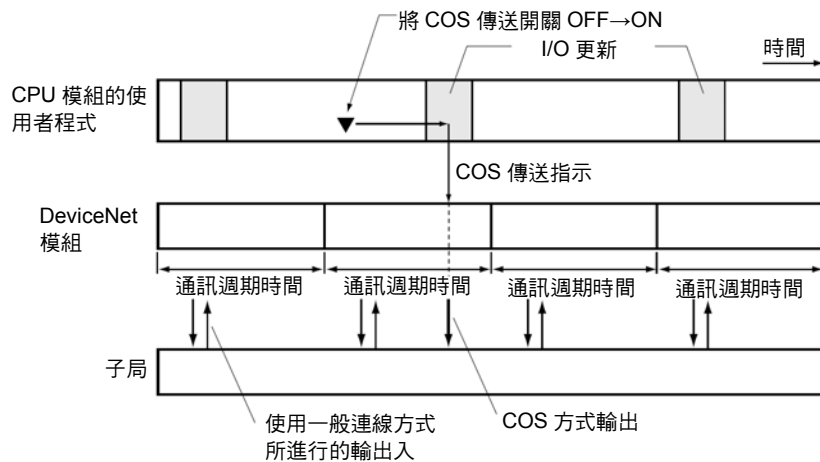 將 COS 傳送開關 OFF→ON
I/O 更新
時間
CPU 模組的使
用者程式
COS 傳送指示
DeviceNet
模組
通訊週期時間
通訊週期時間
通訊週期時間
通訊週期時間
子局
使用一般連線方式
所進行的輸出入
COS 方式輸出